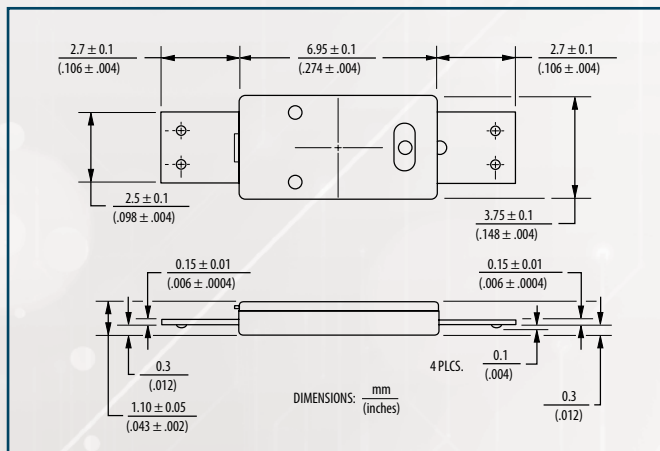 2.7 ± 0.1
(.106 ± .004)
6.95 ± 0.1
(.274 ± .004)
2.7 ± 0.1
(.106 ± .004)
2.5 ± 0.1
(.098 ± .004)
3.75 ± 0.1
(.148 ± .004)
0.15 ± 0.01
(.006 ± .0004)
0.15 ± 0.01
(.006 ± .0004)
0.3
(.012)
4 PLCS.
0.1
(.004)
1.10 ± 0.05
(.043 ± .002)
DIMENSIONS: mm
(inches)
0.3
(.012)